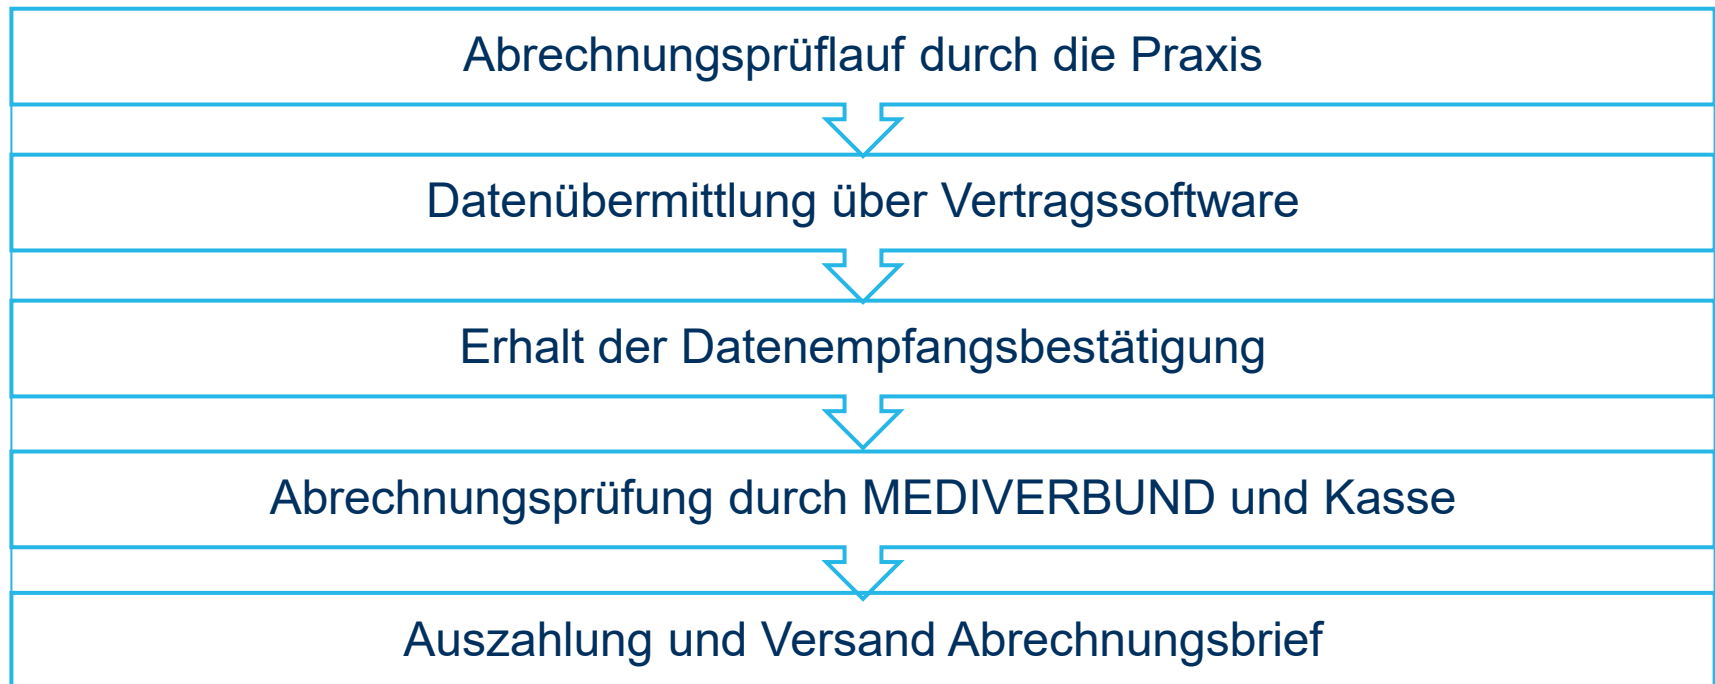 Abrechnungsprüflauf durch die Praxis
Datenübermittlung über Vertragssoftware
Erhalt der Datenempfangsbestätigung
Abrechnungsprüfung durch MEDIVERBUND und Kasse
Auszahlung und Versand Abrechnungsbrief